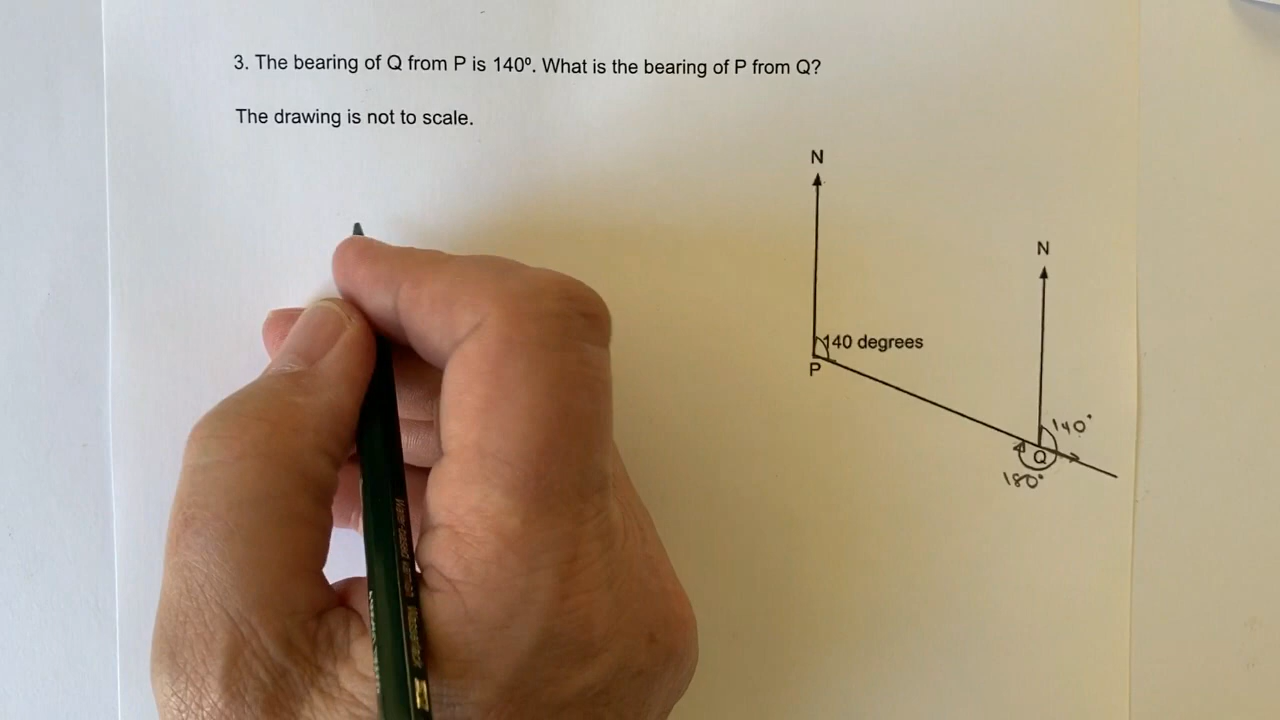 3. The bearing of Q from P is 140º. What is the bearing of P from Q?
The drawing is not to scale.
N
N
140 degrees
P
140°
Q
180°